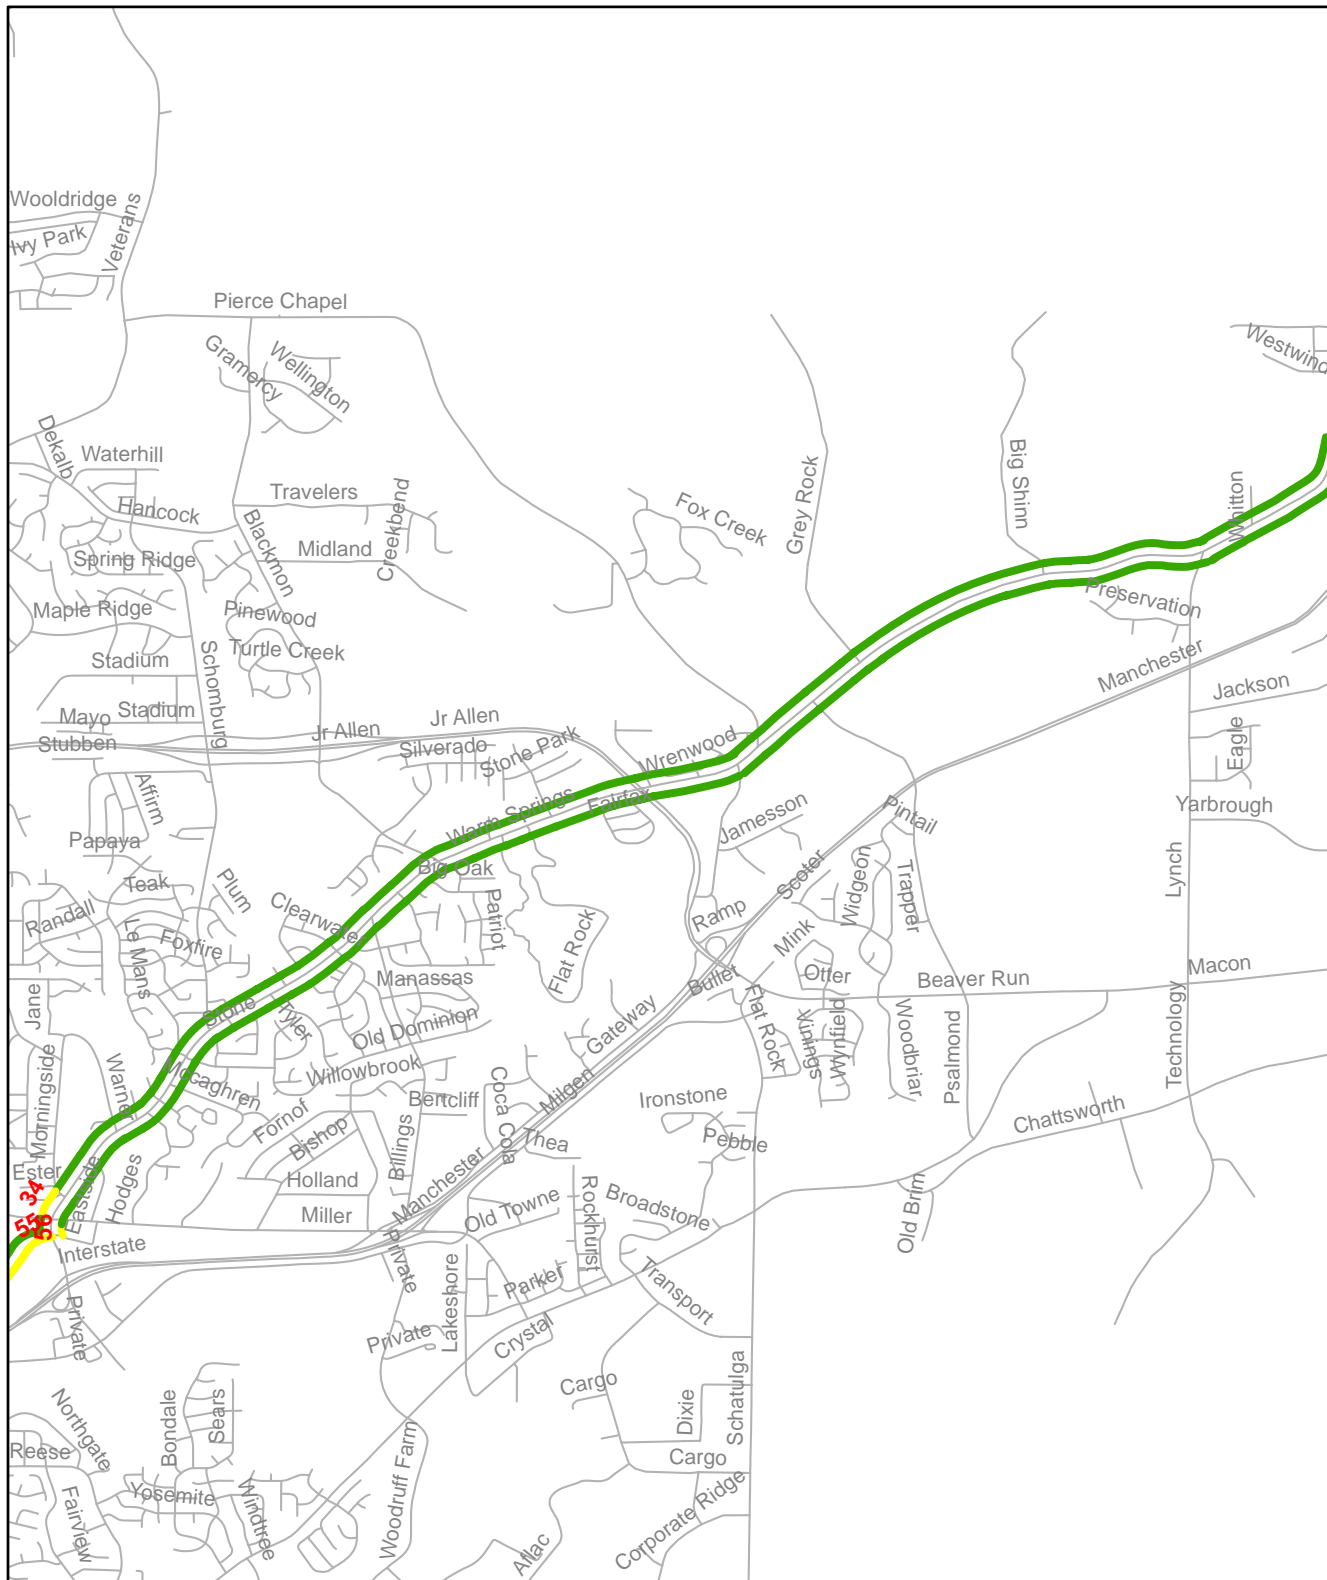 Wooldridge
Veterans
Ivy Park
Pierce Chapel
Westwind
Gramercy
Wellington
Dekalb
Waterhill
Big Shinn
Grey Rock
Whitton
Travelers
Creekbend
Fox Creek
Hancock
Blackmon
Midland
Spring Ridge
Preservation
Maple Ridge
Pinewood
Turtle Creek
Stadium
Schomburg
Manchester
Jackson
Stadium
Mayo
Jr Allen
Jr Allen
Stubben
Silverado
Stone Park
Wrenwood
Eagle
Affirm
Warm Springs
Fairfax
Jamesson
Pintail
Yarbrough
Papaya
Big Oak
Scoter
Widgeon
Trapper
Lynch
Teak
Plum
Randall
Clearwate
Patriot
Ramp
Le Mans
Foxfire
Flat Rock
Mink
Manassas
Bullet
Otter
Beaver Run
Macon
Jane
Stone
Tyler
Old Dominion
Gateway
Flat Rock
Vinings
Wynfield
Woodbriar
Psalmond
Technology
Morningside
Warner
Mccaghren
Willowbrook
Coca Cola
Milgen
Bertcliff
Ironstone
Chattsworth
Fornof
Bishop
Billings
Thea
Pebble
Ester
34
Eastside
Hodges
Holland
Manchester
Rockhurst
Broadstone
Old Brim
55
56
Miller
Old Towne
Interstate
Private
Private
Lakeshore
Parker
Transport
Private
Crystal
Schatulga
Cargo
Dixie
Northgate
Bondale
Sears
Reese
Woodruff Farm
Cargo
Fairview
Yosemite
Windtree
Aflac
Corporate Ridge